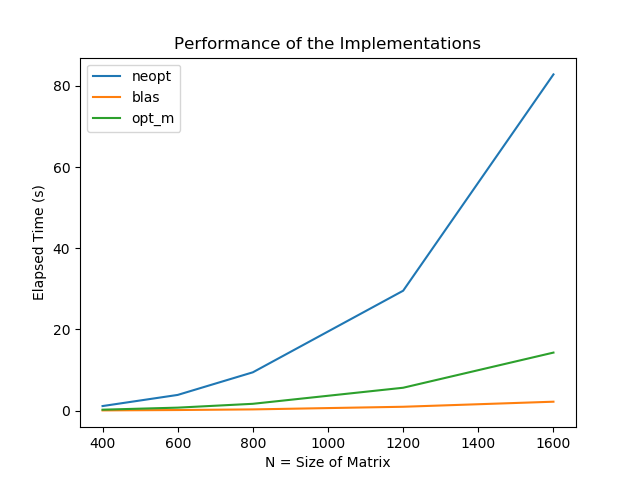 Performance of the Implementations
neopt
blas
opt_m
Elapsed Time (s)
80
60
40
20
0
400 600 800 1000 1200 1400 1600
N = Size of Matrix